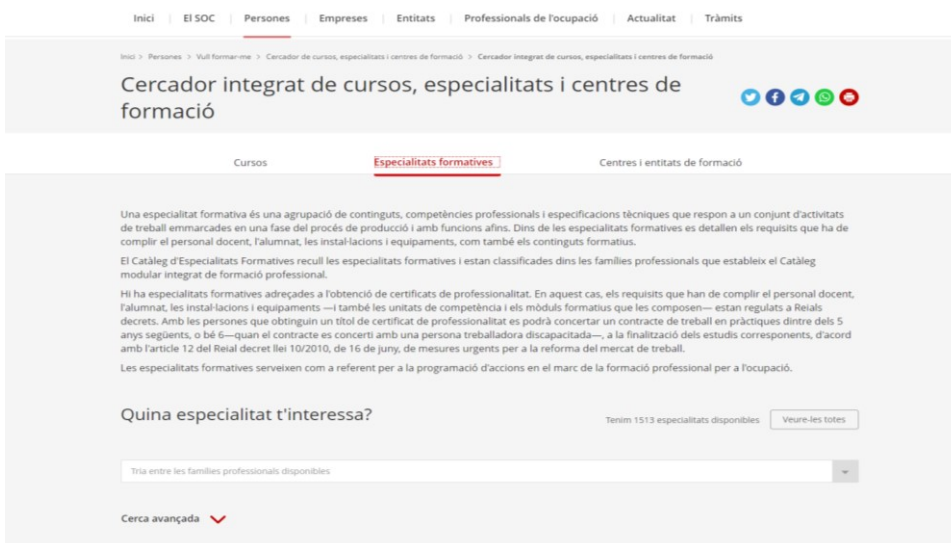 Inici El SOC Persones Empreses Entitats Professionals de l'ocupació Actualitat Tràmits
Inici > Persones > Vull formar-me > Cercador de cursos, especialitats i centres de formació > Cercador integrat de cursos, especialitats i centres de formació
Cercador integrat de cursos, especialitats i centres de
formació
Cursos Especialitats formatives Centres i entitats de formació
Una especialitat formativa és una agrupació de continguts, competències professionals i especificacions tècniques que respon a un conjunt d'activitats
de treball emmarcades en una fase del procés de producció i amb funcions afins. Dins de les especialitats formatives es detallen els requisits que ha de
complir el personal docent, l'alumnat, les instal·lacions i equipaments, com també els continguts formatius.
El Catàleg d'Especialitats Formatives recull les especialitats formatives i estan classificades dins les famílies professionals que estableix el Catàleg
modular integrat de formació professional.
Hi ha especialitats formatives adreçades a l'obtenció de certificats de professionalitat. En aquest cas, els requisits que han de complir el personal docent,
l'alumnat, les instal·lacions i equipaments —i també les unitats de competència i els mòduls formatius que les composen— estan regulats a Reials
decrets. Amb les persones que obtinguin un títol de certificat de professionalitat es podrà concertar un contracte de treball en pràctiques dintre dels 5
anys següents, o bé 6—quan el contracte es concerti amb una persona treballadora discapacitada—, a la finalització dels estudis corresponents, d'acord
amb l'article 12 del Reial decret llei 10/2010, de 16 de juny, de mesures urgents per a la reforma del mercat de treball.
Les especialitats formatives serveixen com a referent per a la programació d'accions en el marc de la formació professional per a l'ocupació.
Quina especialitat t'interessa? Tenim 1513 especialitats disponibles Veure-les totes
Tria entre les famílies professionals disponibles
Cerca avançada